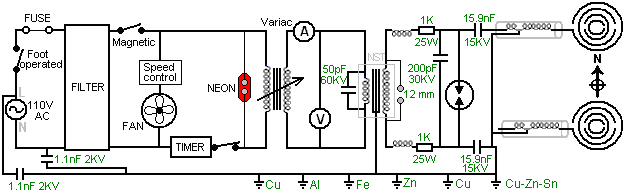 FUSE
Foot
operated
L
110V
AC
N
1.1nF 2KV
1.1nF 2KV
FILTER
Magnetic
Speed
control
FAN
TIMER
NEON
Variac
A
V
50pF
60KV
NST
12 mm
1K
25W
200pF
30KV
1K
25W
15.9nF
15KV
15.9nF
15KV
N
Cu
Al
Fe
Zn
Cu
Cu-Zn-Sn